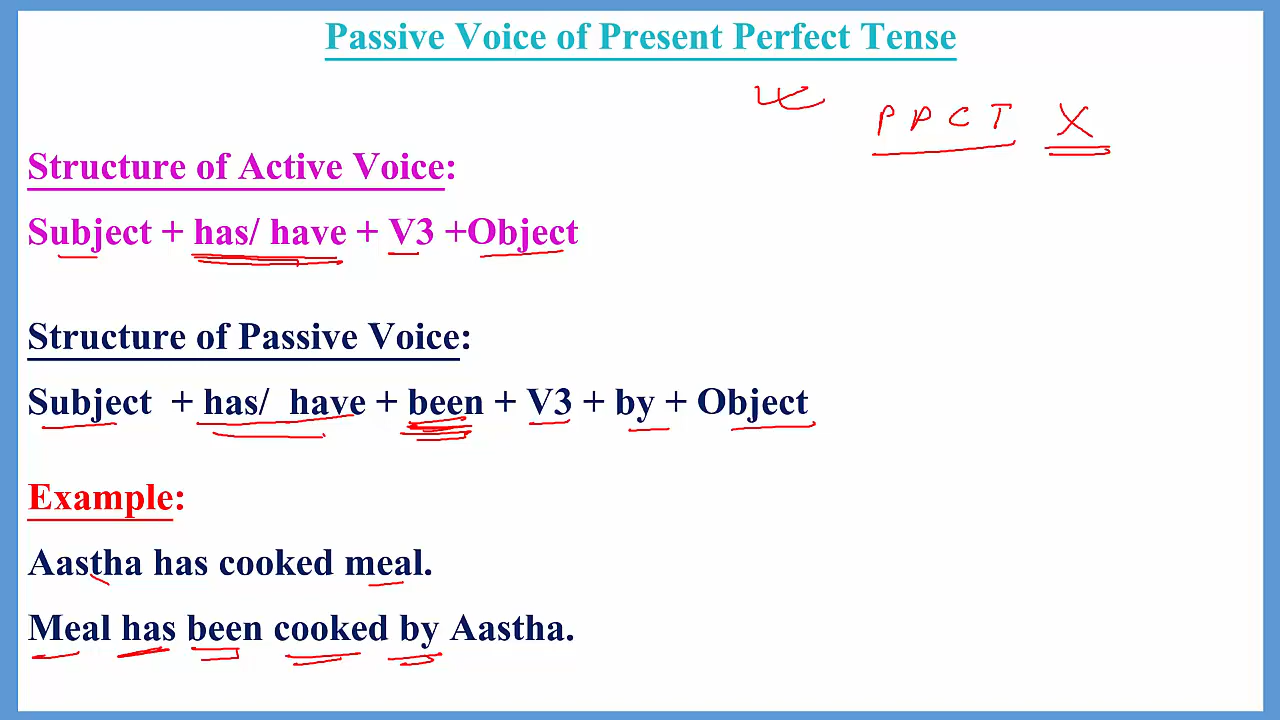 Passive Voice of Present Perfect Tense
P P C T X
Structure of Active Voice:
Subject + has/ have + V3 +Object
Structure of Passive Voice:
Subject + has/ have + been + V3 + by + Object
Example:
Aastha has cooked meal.
Meal has been cooked by Aastha.